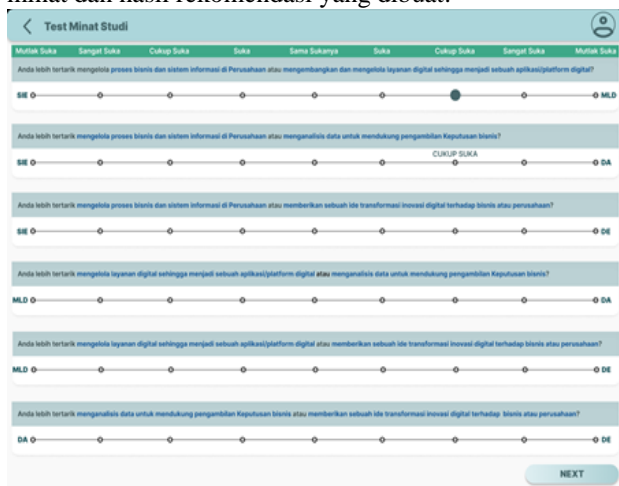 minat dan hasil rekomendasi yang dibuat.
Test Minat Studi
Mutlak Suka Sangat Suka Cukup Suka Suka Sama Sukanya Suka Cukup Suka Sangat Suka Mutlak Suka
Anda lebih tertarik mengelola proses bisnis dan sistem informasi di Perusahaan atau mengembangkan dan mengelola layanan digital sehingga menjadi sebuah aplikasi/platform digital?
SIE MLD
Anda lebih tertarik mengelola proses bisnis dan sistem informasi di Perusahaan atau menganalisis data untuk mendukung pengambilan Keputusan bisnis?
CUKUP SUKA
SIE DA
Anda lebih tertarik mengelola proses bisnis dan sistem informasi di Perusahaan atau memberikan sebuah ide transformasi inovasi digital terhadap bisnis atau perusahaan?
SIE DE
Anda lebih tertarik mengelola layanan digital sehingga menjadi sebuah aplikasi/platform digital atau menganalisis data untuk mendukung pengambilan Keputusan bisnis?
MLD DA
Anda lebih tertarik mengelola layanan digital sehingga menjadi sebuah aplikasi/platform digital atau memberikan sebuah ide transformasi inovasi digital terhadap bisnis atau perusahaan?
MLD DE
Anda lebih tertarik menganalisis data untuk mendukung pengambilan Keputusan bisnis atau memberikan sebuah ide transformasi inovasi digital terhadap bisnis atau perusahaan?
DA DE
NEXT